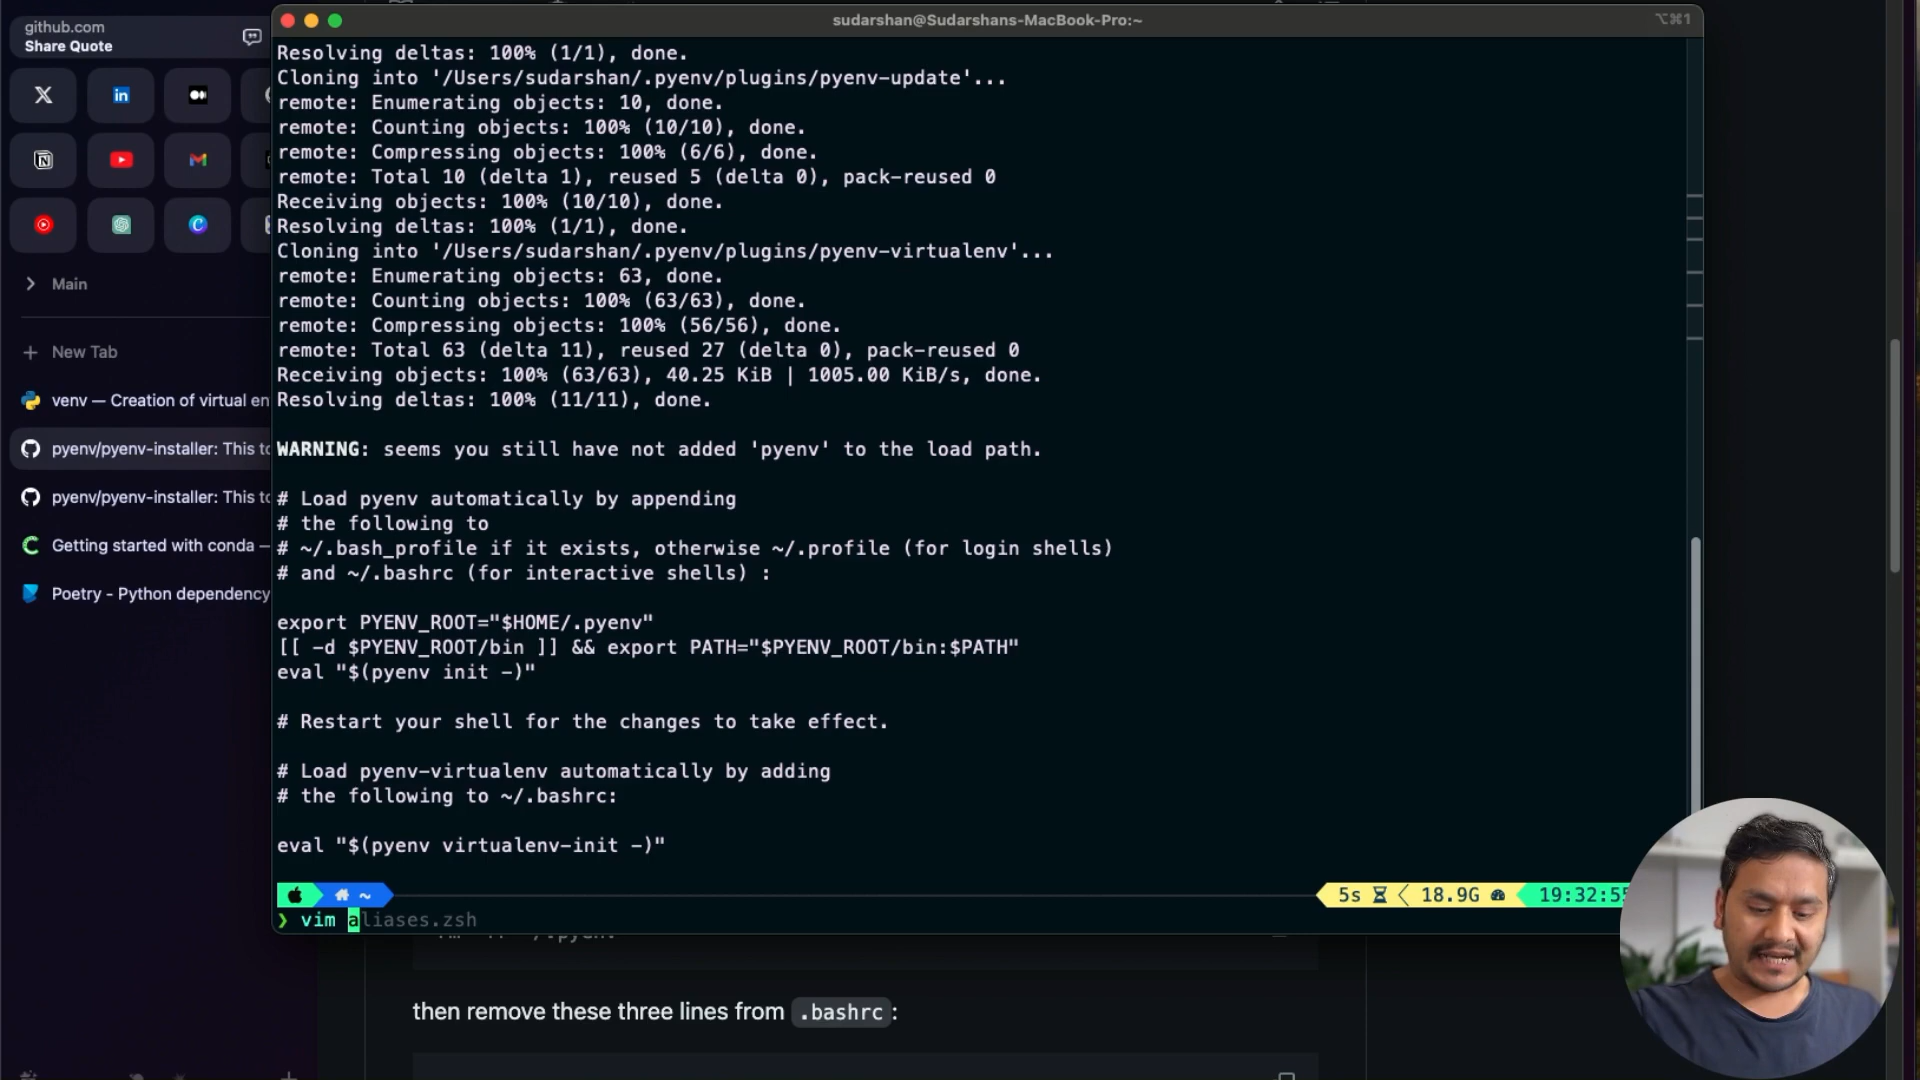 github.com
Share Quote
Main
New Tab
venv — Creation of virtual en
pyenv/pyenv-installer: This to
pyenv/pyenv-installer: This to
Getting started with conda —
Poetry - Python dependency
sudarshan@Sudarshans-MacBook-Pro:~
⌥⌘1
Resolving deltas: 100% (1/1), done.
Cloning into '/Users/sudarshan/.pyenv/plugins/pyenv-update'...
remote: Enumerating objects: 10, done.
remote: Counting objects: 100% (10/10), done.
remote: Compressing objects: 100% (6/6), done.
remote: Total 10 (delta 1), reused 5 (delta 0), pack-reused 0
Receiving objects: 100% (10/10), done.
Resolving deltas: 100% (1/1), done.
Cloning into '/Users/sudarshan/.pyenv/plugins/pyenv-virtualenv'...
remote: Enumerating objects: 63, done.
remote: Counting objects: 100% (63/63), done.
remote: Compressing objects: 100% (56/56), done.
remote: Total 63 (delta 11), reused 27 (delta 0), pack-reused 0
Receiving objects: 100% (63/63), 40.25 KiB | 1005.00 KiB/s, done.
Resolving deltas: 100% (11/11), done.
WARNING: seems you still have not added 'pyenv' to the load path.
# Load pyenv automatically by appending
# the following to
# ~/.bash_profile if it exists, otherwise ~/.profile (for login shells)
# and ~/.bashrc (for interactive shells) :
export PYENV_ROOT="$HOME/.pyenv"
[[ -d $PYENV_ROOT/bin ]] && export PATH="$PYENV_ROOT/bin:$PATH"
eval "$(pyenv init -)"
# Restart your shell for the changes to take effect.
# Load pyenv-virtualenv automatically by adding
# the following to ~/.bashrc:
eval "$(pyenv virtualenv-init -)"
~ 5s 18.9G 19:32:55
❯ vim aliases.zsh
then remove these three lines from .bashrc :